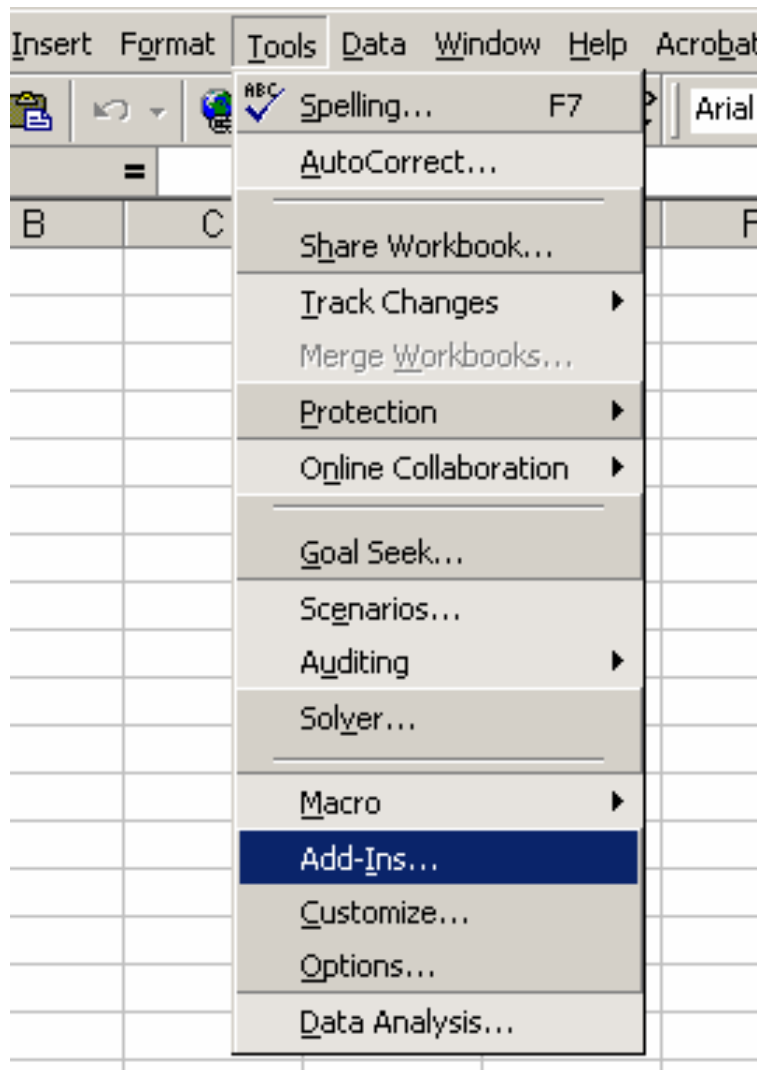 Insert Format Tools Data Window Help Acrobat
Arial
ABC Spelling... F7
AutoCorrect...
=
B C F
Share Workbook...
Track Changes
Merge Workbooks...
Protection
Online Collaboration
Goal Seek...
Scenarios...
Auditing
Solver...
Macro
Add-Ins...
Customize...
Options...
Data Analysis...